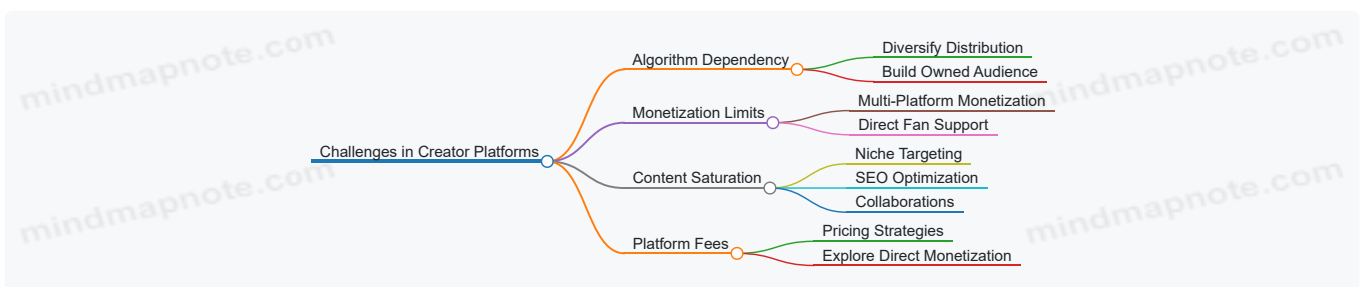 mindmapnote.com
mindmapnote.com
Challenges in Creator Platforms
Algorithm Dependency
Diversify Distribution
Build Owned Audience
Monetization Limits
Multi-Platform Monetization
Direct Fan Support
Content Saturation
Niche Targeting
SEO Optimization
Collaborations
Platform Fees
Pricing Strategies
Explore Direct Monetization
mindmapnote.com
mindmapnote.com